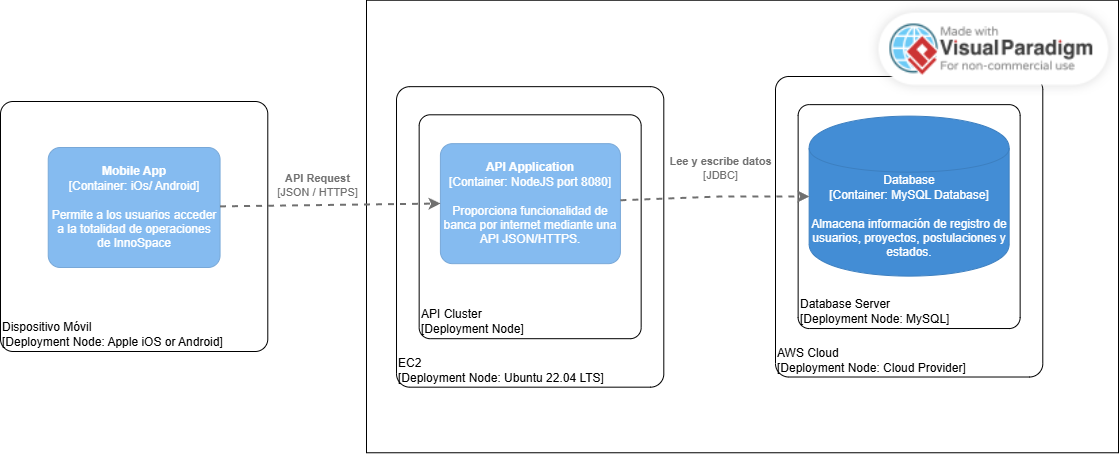 Made with
Visual Paradigm
For non-commercial use
Mobile App
[Container: iOs/ Android]
Permite a los usuarios acceder
a la totalidad de operaciones
de InnoSpace
Dispositivo Móvil
[Deployment Node: Apple iOS or Android]
API Request
[JSON / HTTPS]
API Application
[Container: NodeJS port 8080]
Proporciona funcionalidad de
banca por internet mediante una
API JSON/HTTPS.
API Cluster
[Deployment Node]
EC2
[Deployment Node: Ubuntu 22.04 LTS]
Lee y escribe datos
[JDBC]
Database
[Container: MySQL Database]
Almacena información de registro de
usuarios, proyectos, postulaciones y
estados.
Database Server
[Deployment Node: MySQL]
AWS Cloud
[Deployment Node: Cloud Provider]